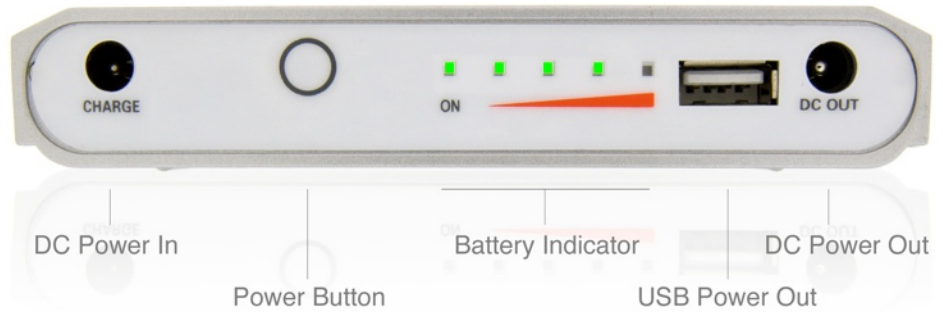 CHARGE
ON
DC OUT
DC Power In
Battery Indicator
DC Power Out
Power Button
USB Power Out